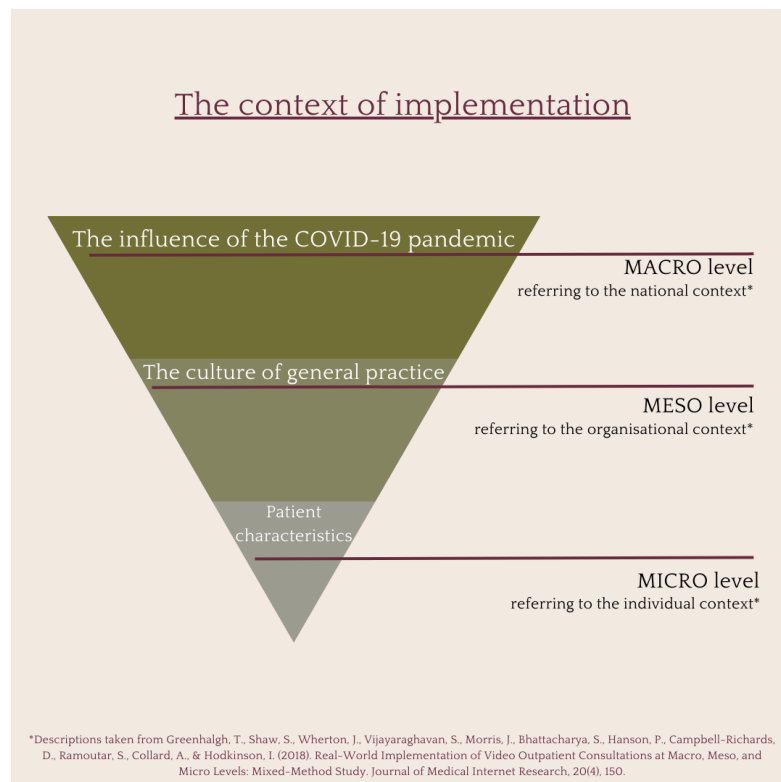 The context of implementation
The influence of the COVID-19 pandemic
MACRO level
referring to the national context*
The culture of general practice
MESO level
referring to the organisational context*
Patient
characteristics
MICRO level
referring to the individual context*
*Descriptions taken from Greenhalgh, T., Shaw, S., Wherton, J., Vijayaraghavan, S., Morris, J., Bhattacharya, S., Hanson, P., Campbell-Richards,
D., Ramoutar, S., Collard, A., & Hodkinson, I. (2018). Real-World Implementation of Video Outpatient Consultations at Macro, Meso, and
Micro Levels: Mixed-Method Study. Journal of Medical Internet Research, 20(4), 150.